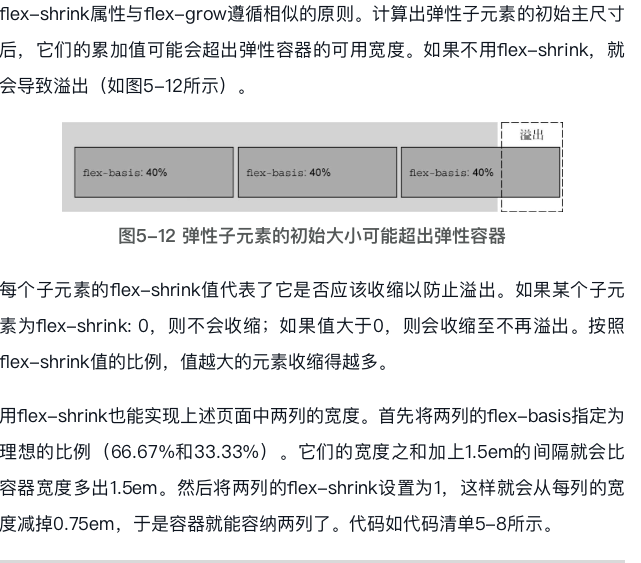 flex-shrink属性与flex-grow遵循相似的原则。计算出弹性子元素的初始主尺寸
后，它们的累加值可能会超出弹性容器的可用宽度。如果不用flex-shrink，就
会导致溢出（如图5-12所示）。
溢出
flex-basis: 40%
flex-basis: 40%
flex-basis: 40%
图5-12 弹性子元素的初始大小可能超出弹性容器
每个子元素的flex-shrink值代表了它是否应该收缩以防止溢出。如果某个子元
素为flex-shrink: 0，则不会收缩；如果值大于0，则会收缩至不再溢出。按照
flex-shrink值的比例，值越大的元素收缩得越多。
用flex-shrink也能实现上述页面中两列的宽度。首先将两列的flex-basis指定为
理想的比例（66.67%和33.33%）。它们的宽度之和加上1.5em的间隔就会比
容器宽度多出1.5em。然后将两列的flex-shrink设置为1，这样就会从每列的宽
度减掉0.75em，于是容器就能容纳两列了。代码如代码清单5-8所示。